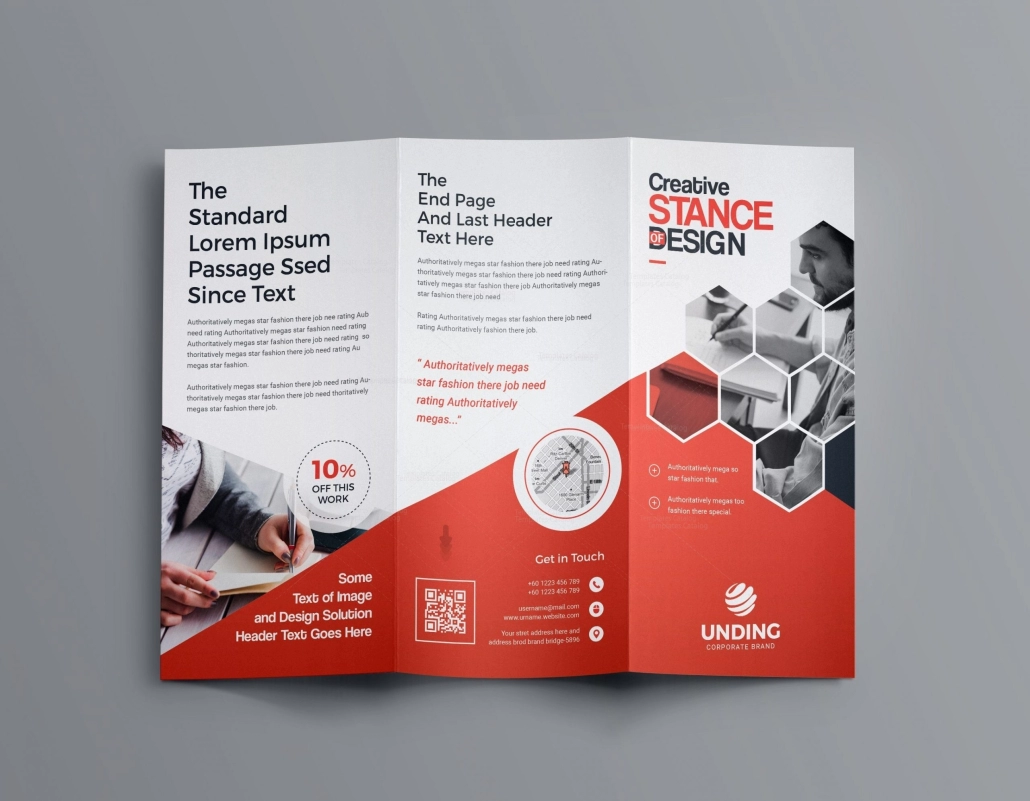 The
Standard
Lorem Ipsum
Passage Ssed
Since Text
Authoritatively megas star fashion there job nee rating Aub
need rating Authoritatively megas star fashion need rating
Authoritatively megas star fashion there job need rating so
thoritatively megas star fashion there job need rating Au
megas star fashion.
Authoritatively megas star fashion there job need rating Au-
thoritatively megas star fashion there job need thoritatively
megas star fashion there job.
10%
OFF THIS
WORK
Some
Text of Image
and Design Solution
Header Text Goes Here
The
End Page
And Last Header
Text Here
Authoritatively megas star fashion there job need rating Au-
thoritatively megas star fashion there job need rating Authori-
tatively megas star fashion there job Authoritatively megas
star fashion there job need
Rating Authoritatively megas star fashion there job need
rating Authoritatively fashion there job.
" Authoritatively megas
star fashion there job need
rating Authoritatively
megas..."
Get in Touch
+60 1223 456 789
+60 1223 456 789
username@mail.com
www.urname.website.com
Your stret address here and
address brod brand bridge-5896
Creative
STANCE
OF
DESIGN
Authoritatively mega so
star fashion that.
Authoritatively megas too
fashion there special.
UNDING
CORPORATE BRAND